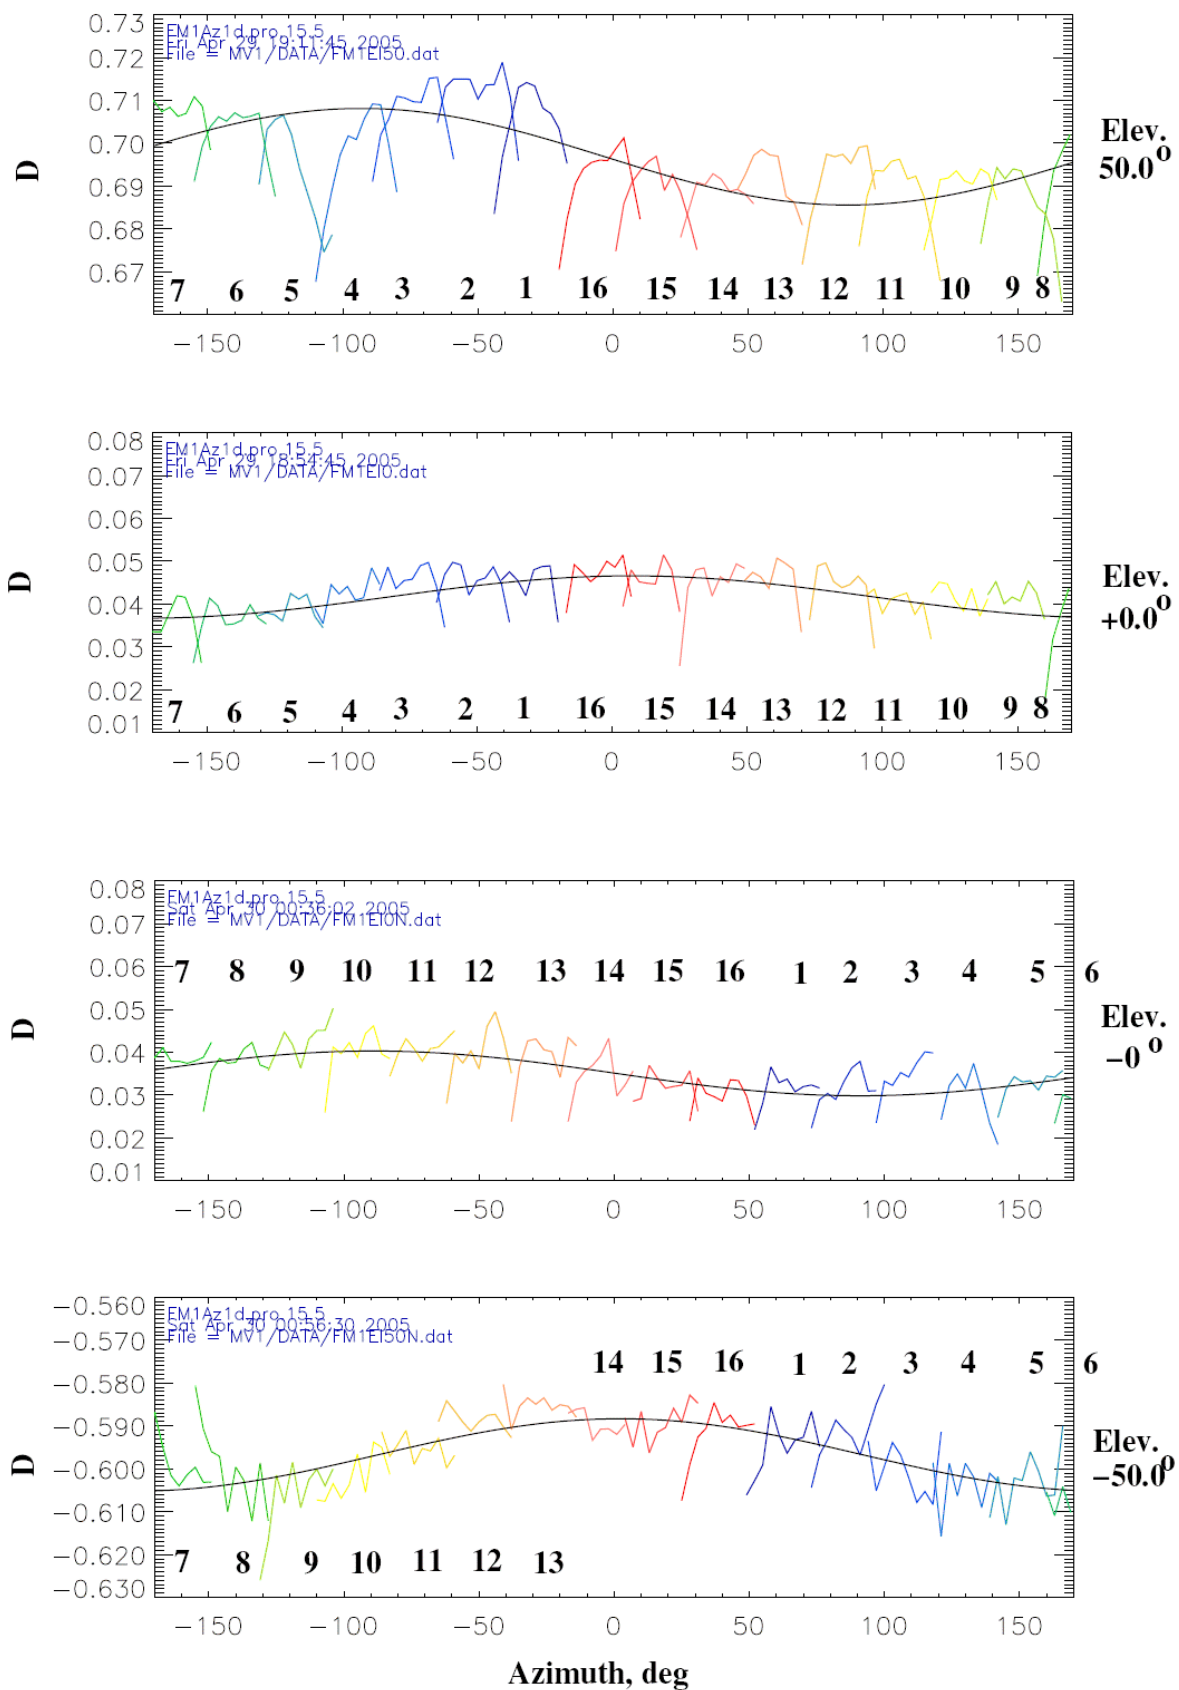 0.73
FM1Az1d.pro 15.5
Fri Apr 29 19:11:45 2005
File = MV1/DATA/FM1El50.dat
0.72
0.71
0.70
0.69
0.68
0.67
D
Elev.
50.0o
7 6 5 4 3 2 1 16 15 14 13 12 11 10 9 8
−150 −100 −50 0 50 100 150
0.08
FM1Az1d.pro 15.5
Fri Apr 29 18:54:45 2005
File = MV1/DATA/FM1El0.dat
0.07
0.06
0.05
0.04
0.03
0.02
0.01
D
Elev.
+0.0o
7 6 5 4 3 2 1 16 15 14 13 12 11 10 9 8
−150 −100 −50 0 50 100 150
0.08
FM1Az1d.pro 15.5
Sat Apr 30 00:36:02 2005
File = MV1/DATA/FM1El0N.dat
0.07
0.06
7 8 9 10 11 12 13 14 15 16 1 2 3 4 5 6
0.05
0.04
0.03
0.02
0.01
D
Elev.
−0 o
−150 −100 −50 0 50 100 150
−0.560
FM1Az1d.pro 15.5
Sat Apr 30 00:56:30 2005
File = MV1/DATA/FM1El50N.dat
−0.570
14 15 16 1 2 3 4 5 6
−0.580
−0.590
−0.600
−0.610
−0.620
−0.630
D
Elev.
−50.0o
7 8 9 10 11 12 13
−150 −100 −50 0 50 100 150
Azimuth, deg